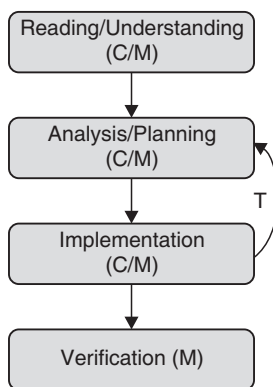 Reading/Understanding
(C/M)
Analysis/Planning
(C/M)
T
Implementation
(C/M)
Verification (M)